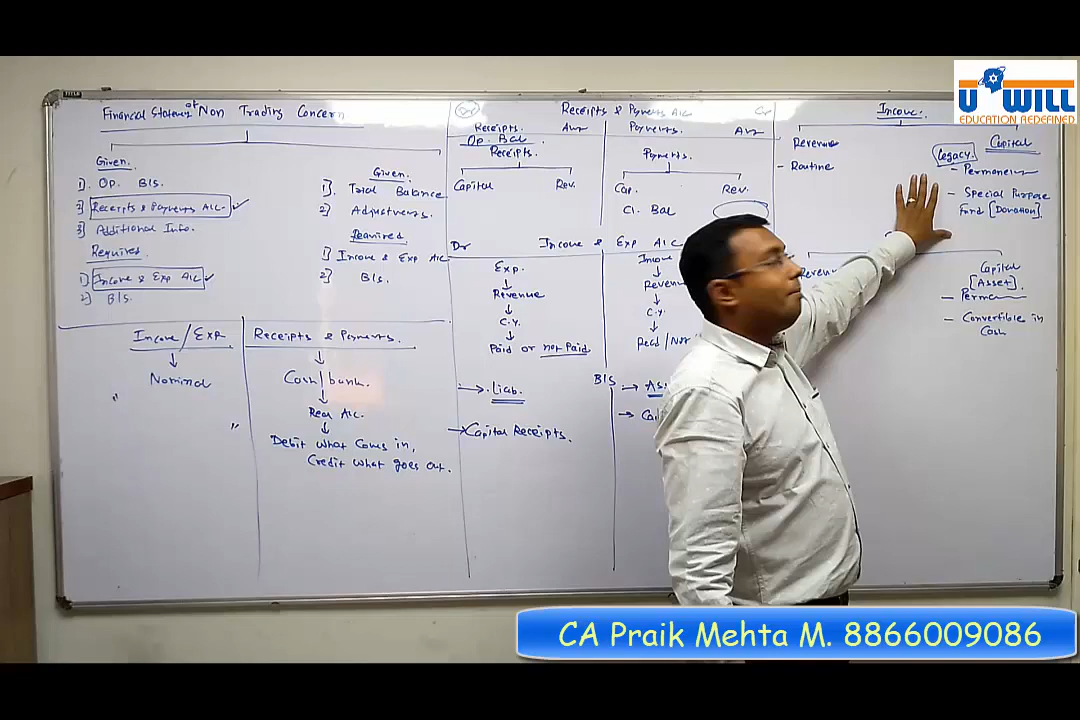 Financial Statement of Non Trading Concern
Given.
1). Op. B/s.
2) Receipts & Payments A/c.
3) Additional Info.
Required
1] Income & Exp A/c
2) B/s.
Given.
1]. Trial Balance
2] Adjustments.
Required
1] Income & Exp A/c
2] B/s.
Income / Exp
Nominal
"
"
Receipts & Payments.
Cash / bank.
Real A/c.
Debit what comes in,
Credit what goes out.
Dr Receipts & Payments A/c Cr
Receipts. Amt Payments. Amt
Op. Bal
Receipts.
Capital Rev.
Payments.
Cap. Rev.
Cl. Bal
Dr Income & Exp A/c
Exp.
Revenue
C.Y.
Paid or not Paid
Income
Revenu
C.Y.
Recd / Not
B/S
Liab.
Capital Receipts.
As
Ca
Income.
Revenue
- Routine
Capital
Legacy.
- Permanent
- Special Purpose
Fund [Donation].
Revenu
Capital
[Asset].
- Perman
- Convertible in
Cash
U WILL
EDUCATION REDEFINED
CA Praik Mehta M. 8866009086